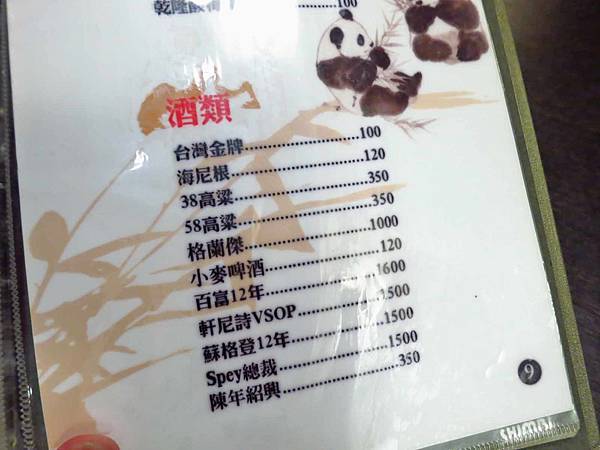 乾隆 100
酒類
台灣金牌 100
海尼根 120
38高粱 350
58高粱 350
格蘭傑 1000
小麥啤酒 120
百富12年 1600
軒尼詩VSOP 1500
蘇格登12年 1500
Spey總裁 1500
陳年紹興 350
9